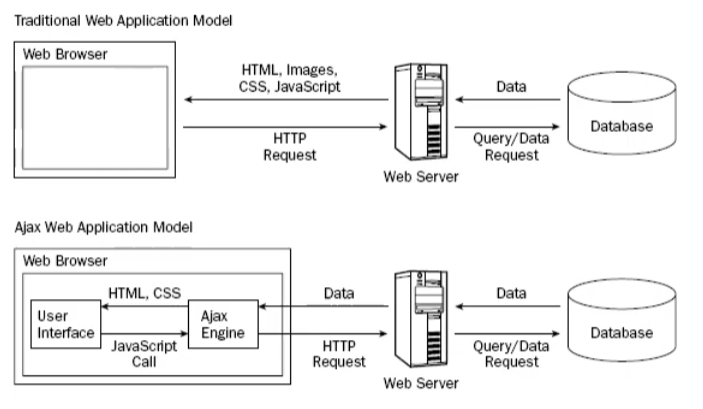 Traditional Web Application Model
Web Browser
HTML, Images,
CSS, JavaScript
HTTP
Request
Web Server
Data
Query/Data
Request
Database
Ajax Web Application Model
Web Browser
User
Interface
HTML, CSS
JavaScript
Call
Ajax
Engine
Data
HTTP
Request
Web Server
Data
Query/Data
Request
Database